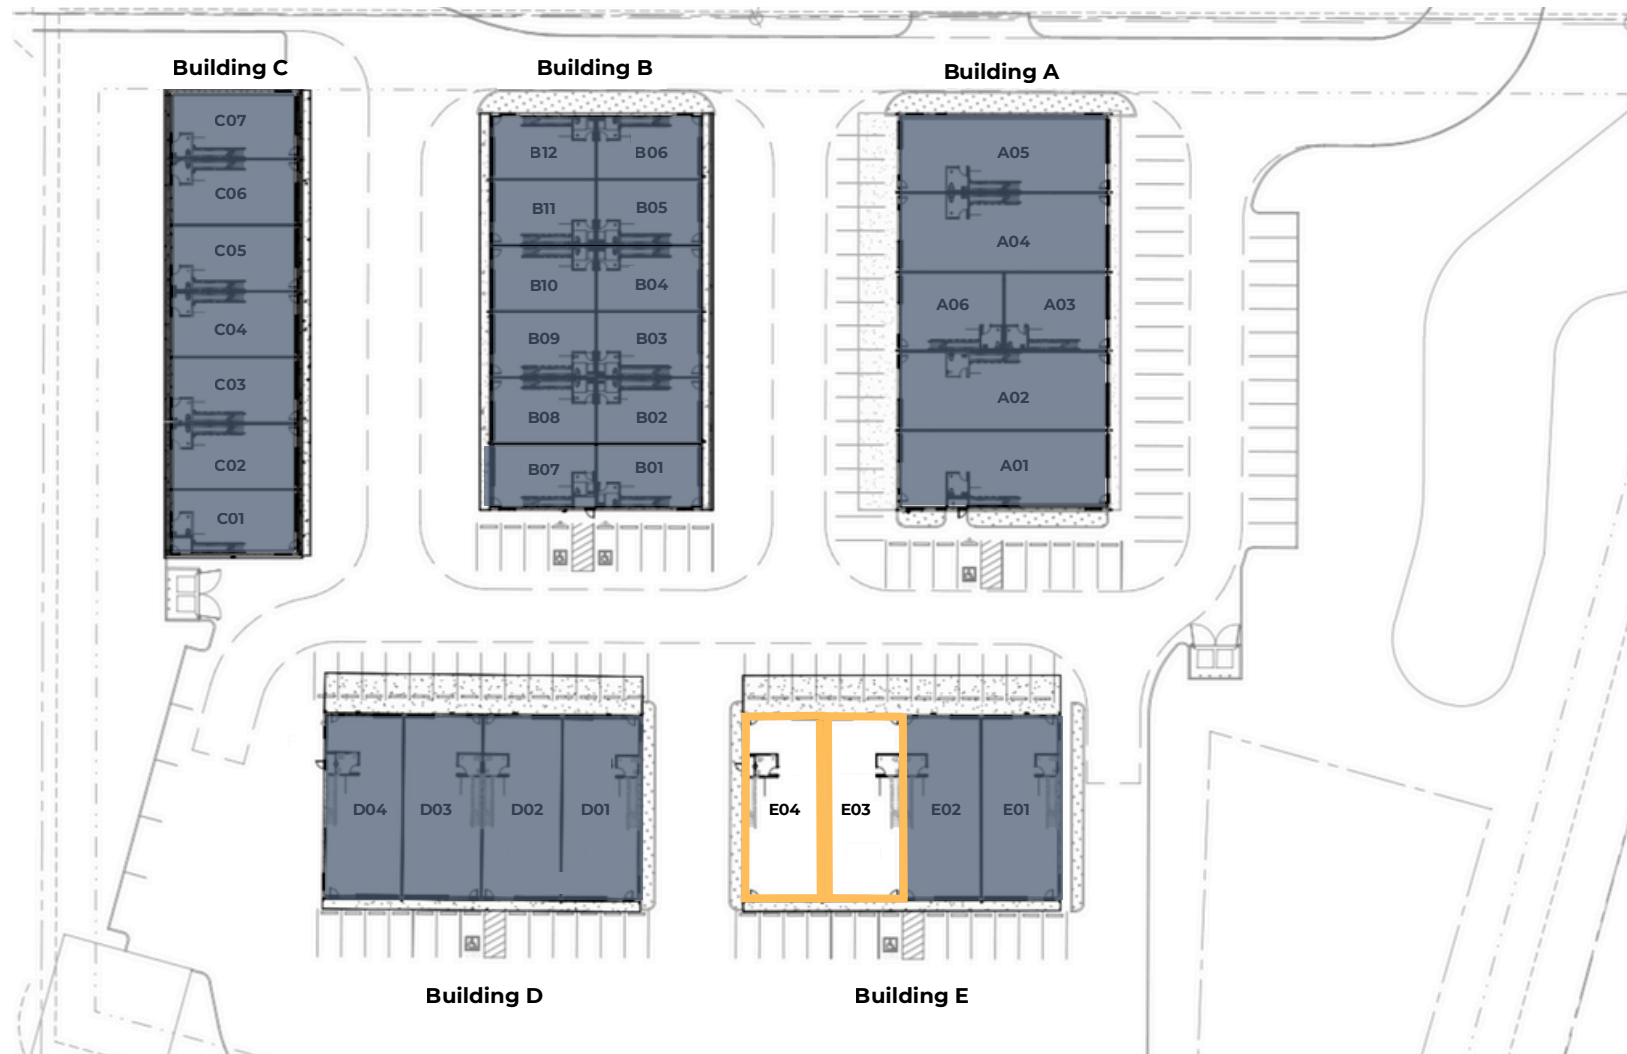 Building C
Building B
Building A
C07
C06
C05
C04
C03
C02
C01
B12 B06
B11 B05
B10 B04
B09 B03
B08 B02
B07 B01
A05
A04
A06 A03
A02
A01
D04 D03 D02 D01
E04 E03 E02 E01
Building D
Building E